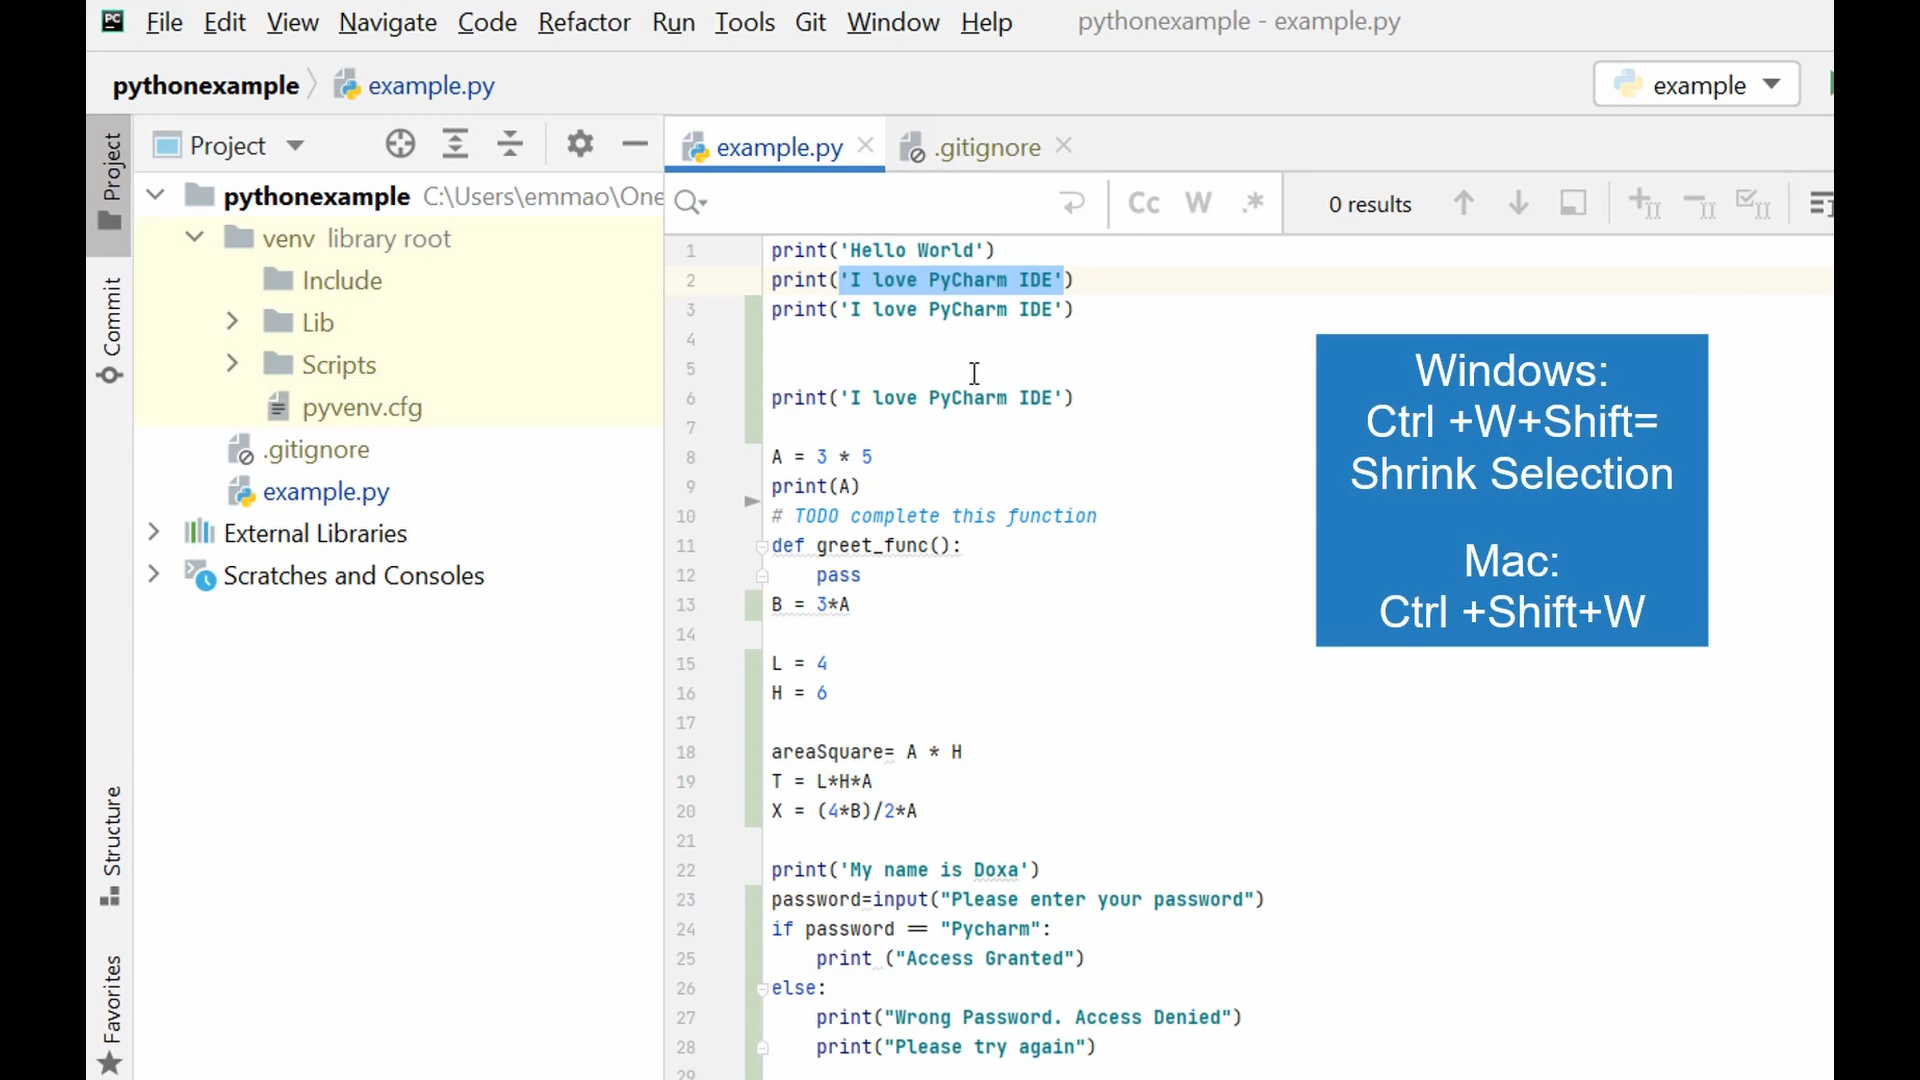 PC File Edit View Navigate Code Refactor Run Tools Git Window Help pythonexample - example.py
pythonexample example.py example
Project example.py .gitignore
Cc W .* 0 results
Project
Commit
Structure
Favorites
pythonexample C:\Users\emmao\One
venv library root
Include
Lib
Scripts
pyvenv.cfg
.gitignore
example.py
External Libraries
Scratches and Consoles
1 print('Hello World')
2 print('I love PyCharm IDE')
3 print('I love PyCharm IDE')
4
5
6 print('I love PyCharm IDE')
7
8 A = 3 * 5
9 print(A)
10 # TODO complete this function
11 def greet_func():
12 pass
13 B = 3*A
14
15 L = 4
16 H = 6
17
18 areaSquare= A * H
19 T = L*H*A
20 X = (4*B)/2*A
21
22 print('My name is Doxa')
23 password=input("Please enter your password")
24 if password == "Pycharm":
25 print ("Access Granted")
26 else:
27 print("Wrong Password. Access Denied")
28 print("Please try again")
29
Windows:
Ctrl +W+Shift=
Shrink Selection
Mac:
Ctrl +Shift+W